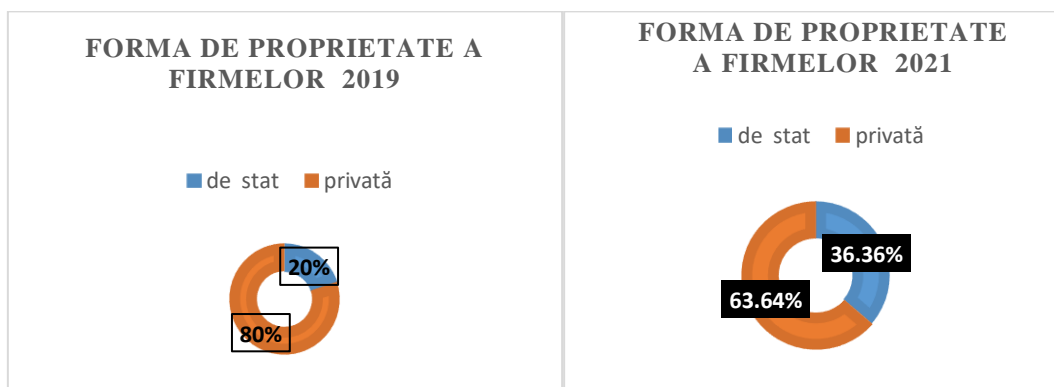 FORMA DE PROPRIETATE A
FIRMELOR 2019
de stat privată
20%
80%
FORMA DE PROPRIETATE
A FIRMELOR 2021
de stat privată
36.36%
63.64%